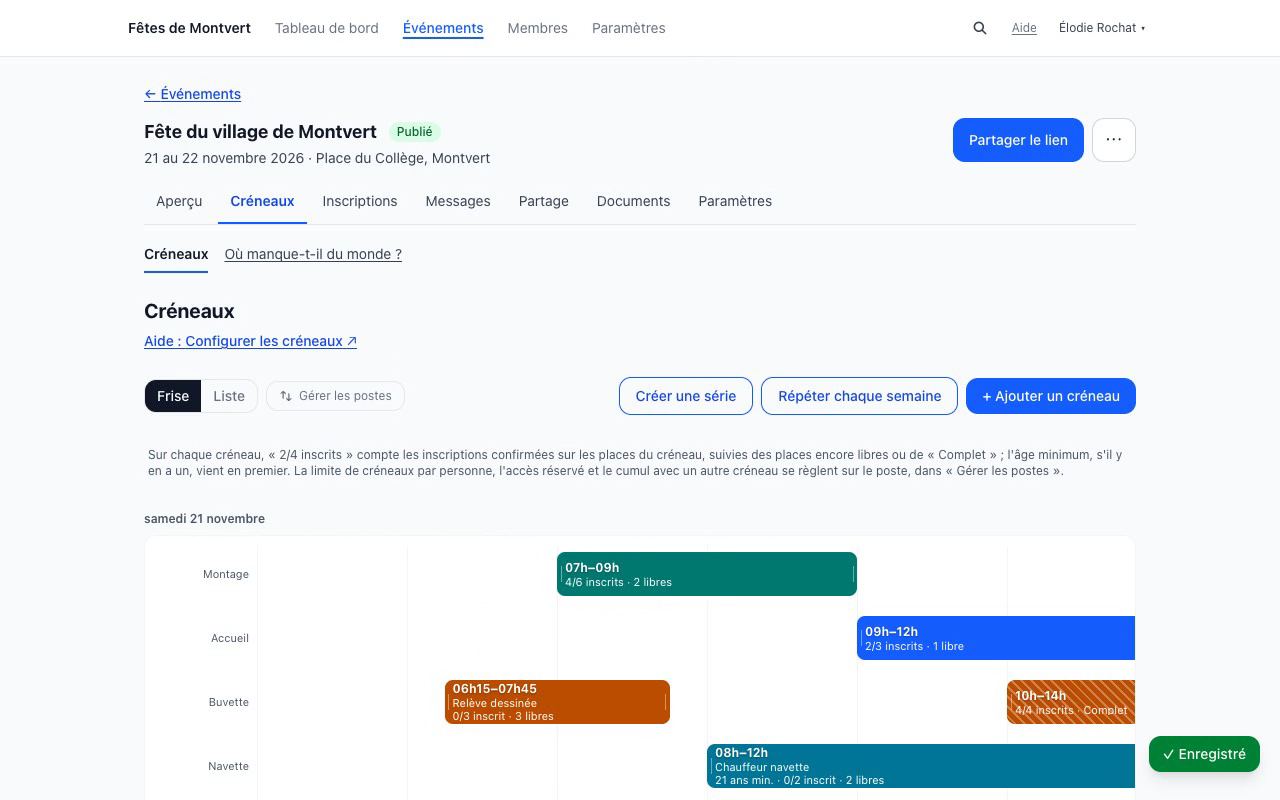 Fêtes de Montvert Tableau de bord Événements Membres Paramètres Aide Élodie Rochat
← Événements
Fête du village de Montvert Publié
21 au 22 novembre 2026 · Place du Collège, Montvert
Partager le lien ···
Aperçu Créneaux Inscriptions Messages Partage Documents Paramètres
Créneaux Où manque-t-il du monde ?
Créneaux
Aide : Configurer les créneaux ↗
Frise Liste Gérer les postes Créer une série Répéter chaque semaine + Ajouter un créneau
Sur chaque créneau, « 2/4 inscrits » compte les inscriptions confirmées sur les places du créneau, suivies des places encore libres ou de « Complet » ; l'âge minimum, s'il y
en a un, vient en premier. La limite de créneaux par personne, l'accès réservé et le cumul avec un autre créneau se règlent sur le poste, dans « Gérer les postes ».
samedi 21 novembre
Montage
07h–09h
4/6 inscrits · 2 libres
Accueil
09h–12h
2/3 inscrits · 1 libre
Buvette
06h15–07h45
Relève dessinée
0/3 inscrit · 3 libres
10h–14h
4/4 inscrits · Complet
Navette
08h–12h
Chauffeur navette
21 ans min. · 0/2 inscrit · 2 libres
✓ Enregistré